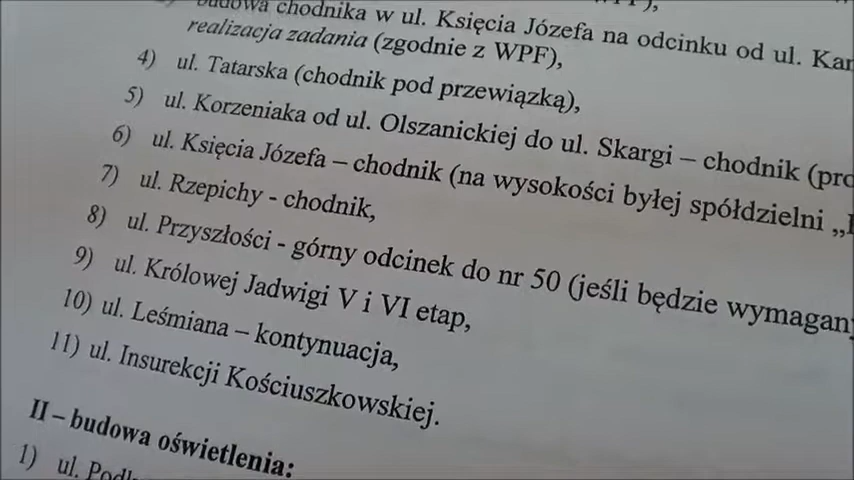 budowa chodnika w ul. Księcia Józefa na odcinku od ul.
realizacja zadania (zgodnie z WPF),
4) ul. Tatarska (chodnik pod przewiązką),
5) ul. Korzeniaka od ul. Olszanickiej do ul. Skargi – chodnik
6) ul. Księcia Józefa – chodnik (na wysokości byłej spółdzielni
7) ul. Rzepichy - chodnik,
8) ul. Przyszłości - górny odcinek do nr 50 (jeśli będzie
9) ul. Królowej Jadwigi V i VI etap,
10) ul. Leśmiana – kontynuacja,
11) ul. Insurekcji Kościuszkowskiej.
II – budowa oświetlenia:
1) ul.